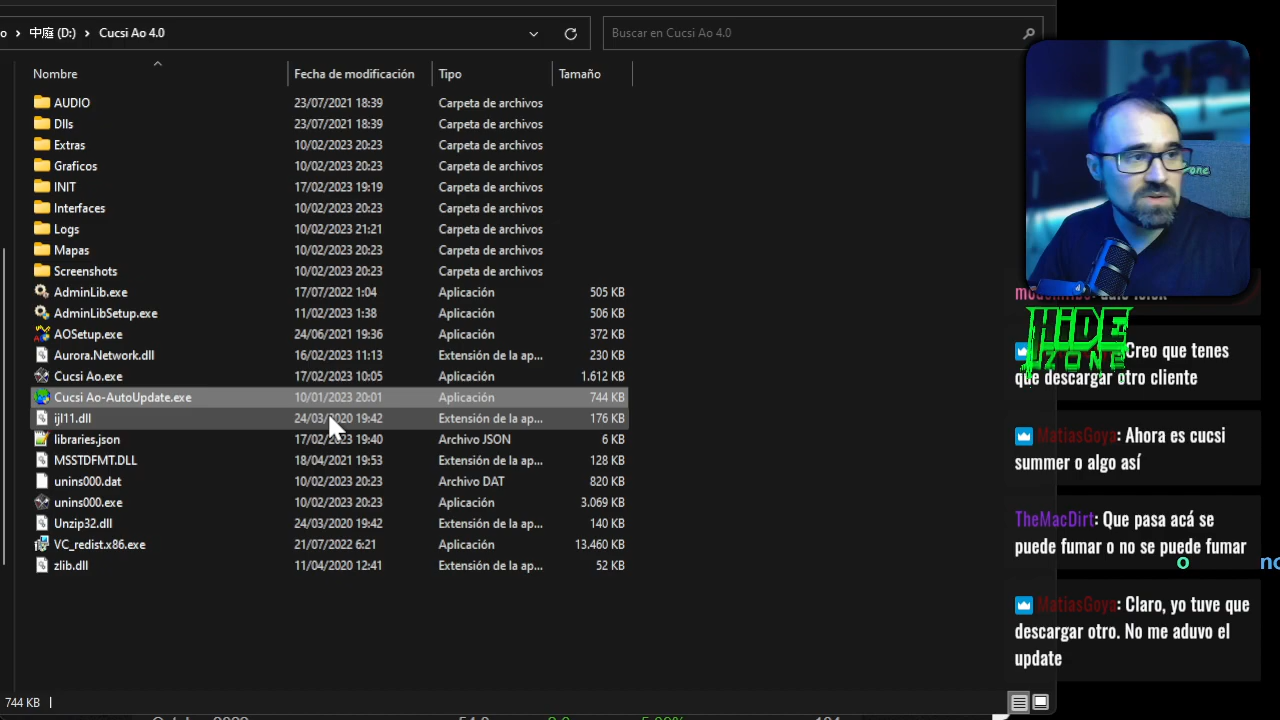 o > 中庭 (D:) > Cucsi Ao 4.0
Buscar en Cucsi Ao 4.0
Nombre Fecha de modificación Tipo Tamaño
AUDIO 23/07/2021 18:39 Carpeta de archivos
Dlls 23/07/2021 18:39 Carpeta de archivos
Extras 10/02/2023 20:23 Carpeta de archivos
Graficos 10/02/2023 20:23 Carpeta de archivos
INIT 17/02/2023 19:19 Carpeta de archivos
Interfaces 10/02/2023 20:23 Carpeta de archivos
Logs 10/02/2023 21:21 Carpeta de archivos
Mapas 10/02/2023 20:23 Carpeta de archivos
Screenshots 10/02/2023 20:23 Carpeta de archivos
AdminLib.exe 17/07/2022 1:04 Aplicación 505 KB
AdminLibSetup.exe 11/02/2023 1:38 Aplicación 506 KB
AOSetup.exe 24/06/2021 19:36 Aplicación 372 KB
Aurora.Network.dll 16/02/2023 11:13 Extensión de la ap... 230 KB
Cucsi Ao.exe 17/02/2023 10:05 Aplicación 1.612 KB
Cucsi Ao-AutoUpdate.exe 10/01/2023 20:01 Aplicación 744 KB
ijl11.dll 24/03/2020 19:42 Extensión de la ap... 176 KB
libraries.json 17/02/2023 19:40 Archivo JSON 6 KB
MSSTDFMT.DLL 18/04/2021 19:53 Extensión de la ap... 128 KB
unins000.dat 10/02/2023 20:23 Archivo DAT 820 KB
unins000.exe 10/02/2023 20:23 Aplicación 3.069 KB
Unzip32.dll 24/03/2020 19:42 Extensión de la ap... 140 KB
VC_redist.x86.exe 21/07/2022 6:21 Aplicación 13.460 KB
zlib.dll 11/04/2020 12:41 Extensión de la ap... 52 KB
744 KB
HIDE
ZONE
Creo que tenes
que descargar otro cliente
MatiasGoya: Ahora es cucsi
summer o algo así
TheMacDirt: Que pasa acá se
puede fumar o no se puede fumar
MatiasGoya: Claro, yo tuve que
descargar otro. No me aduvo el
update